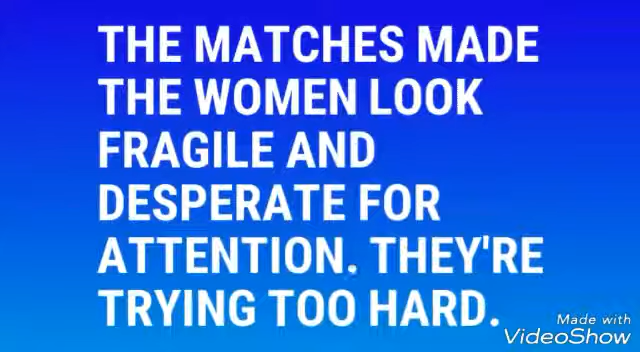 THE MATCHES MADE
THE WOMEN LOOK
FRAGILE AND
DESPERATE FOR
ATTENTION. THEY'RE
TRYING TOO HARD.
Made with
VideoShow